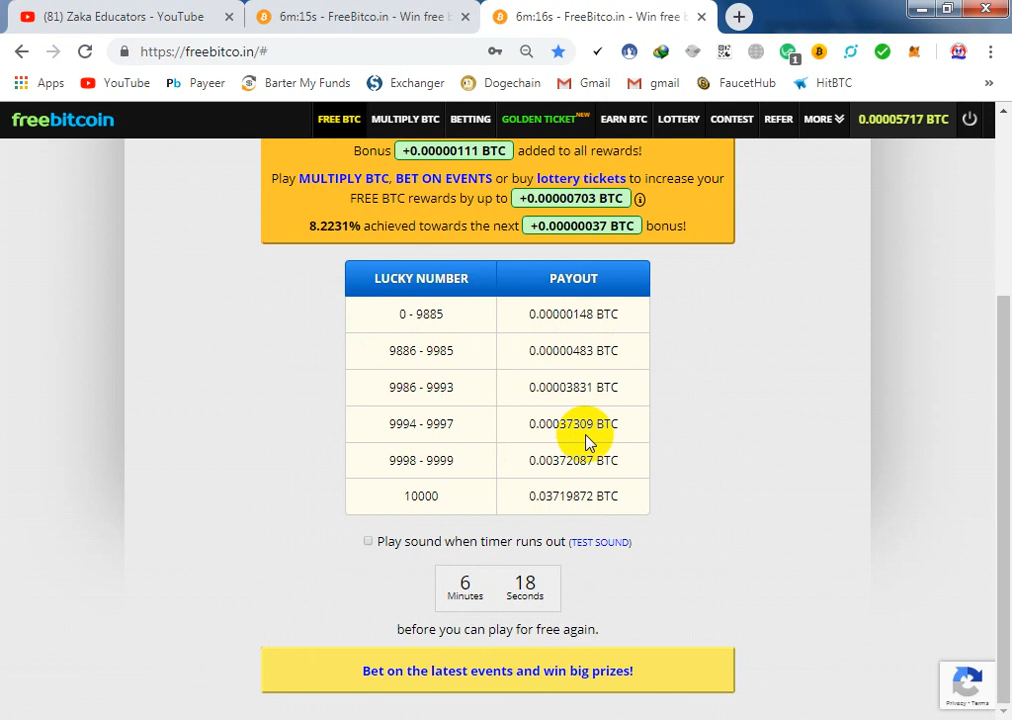 (81) Zaka Educators - YouTube
6m:15s - FreeBitco.in - Win free b
6m:16s - FreeBitco.in - Win free b
https://freebitco.in/#
1
Apps YouTube Pb Payeer Barter My Funds Exchanger Dogechain Gmail gmail FaucetHub HitBTC »
freebitcoin FREE BTC MULTIPLY BTC BETTING GOLDEN TICKET NEW EARN BTC LOTTERY CONTEST REFER MORE 0.00005717 BTC
Bonus +0.00000111 BTC added to all rewards!
Play MULTIPLY BTC, BET ON EVENTS or buy lottery tickets to increase your
FREE BTC rewards by up to +0.00000703 BTC
8.2231% achieved towards the next +0.00000037 BTC bonus!
LUCKY NUMBER PAYOUT
0 - 9885 0.00000148 BTC
9886 - 9985 0.00000483 BTC
9986 - 9993 0.00003831 BTC
9994 - 9997 0.00037309 BTC
9998 - 9999 0.00372087 BTC
10000 0.03719872 BTC
Play sound when timer runs out (TEST SOUND)
6 18
Minutes Seconds
before you can play for free again.
Bet on the latest events and win big prizes!
Privacy - Terms